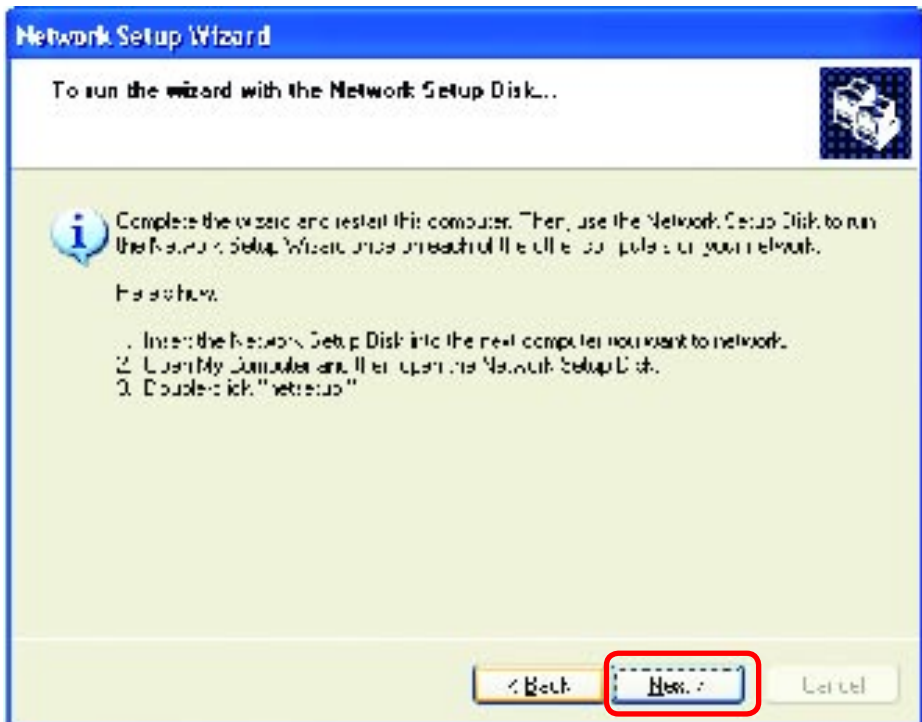 Network Setup Wizard
To run the wizard with the Network Setup Disk...
Complete the wizard and restart this computer. Then, use the Network Setup Disk to run
the Network Setup Wizard once on each of the other computers on your network.
Here's how:
1. Insert the Network Setup Disk into the next computer you want to network.
2. Open My Computer and then open the Network Setup Disk.
3. Double-click "netsetup."
< Back
Next >
Cancel